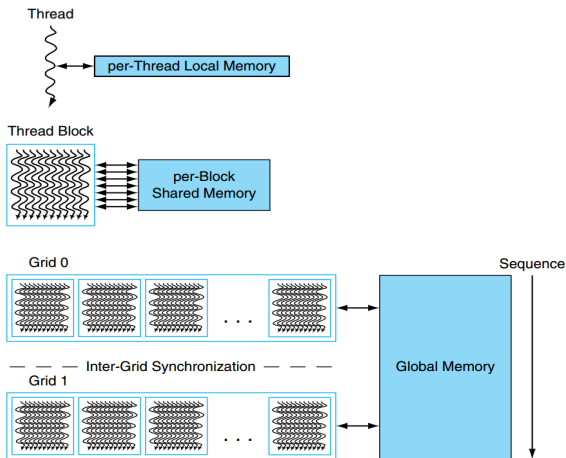 Thread
per-Thread Local Memory
Thread Block
per-Block
Shared Memory
Grid 0
Sequence
. . .
Inter-Grid Synchronization
Global Memory
Grid 1
. . .